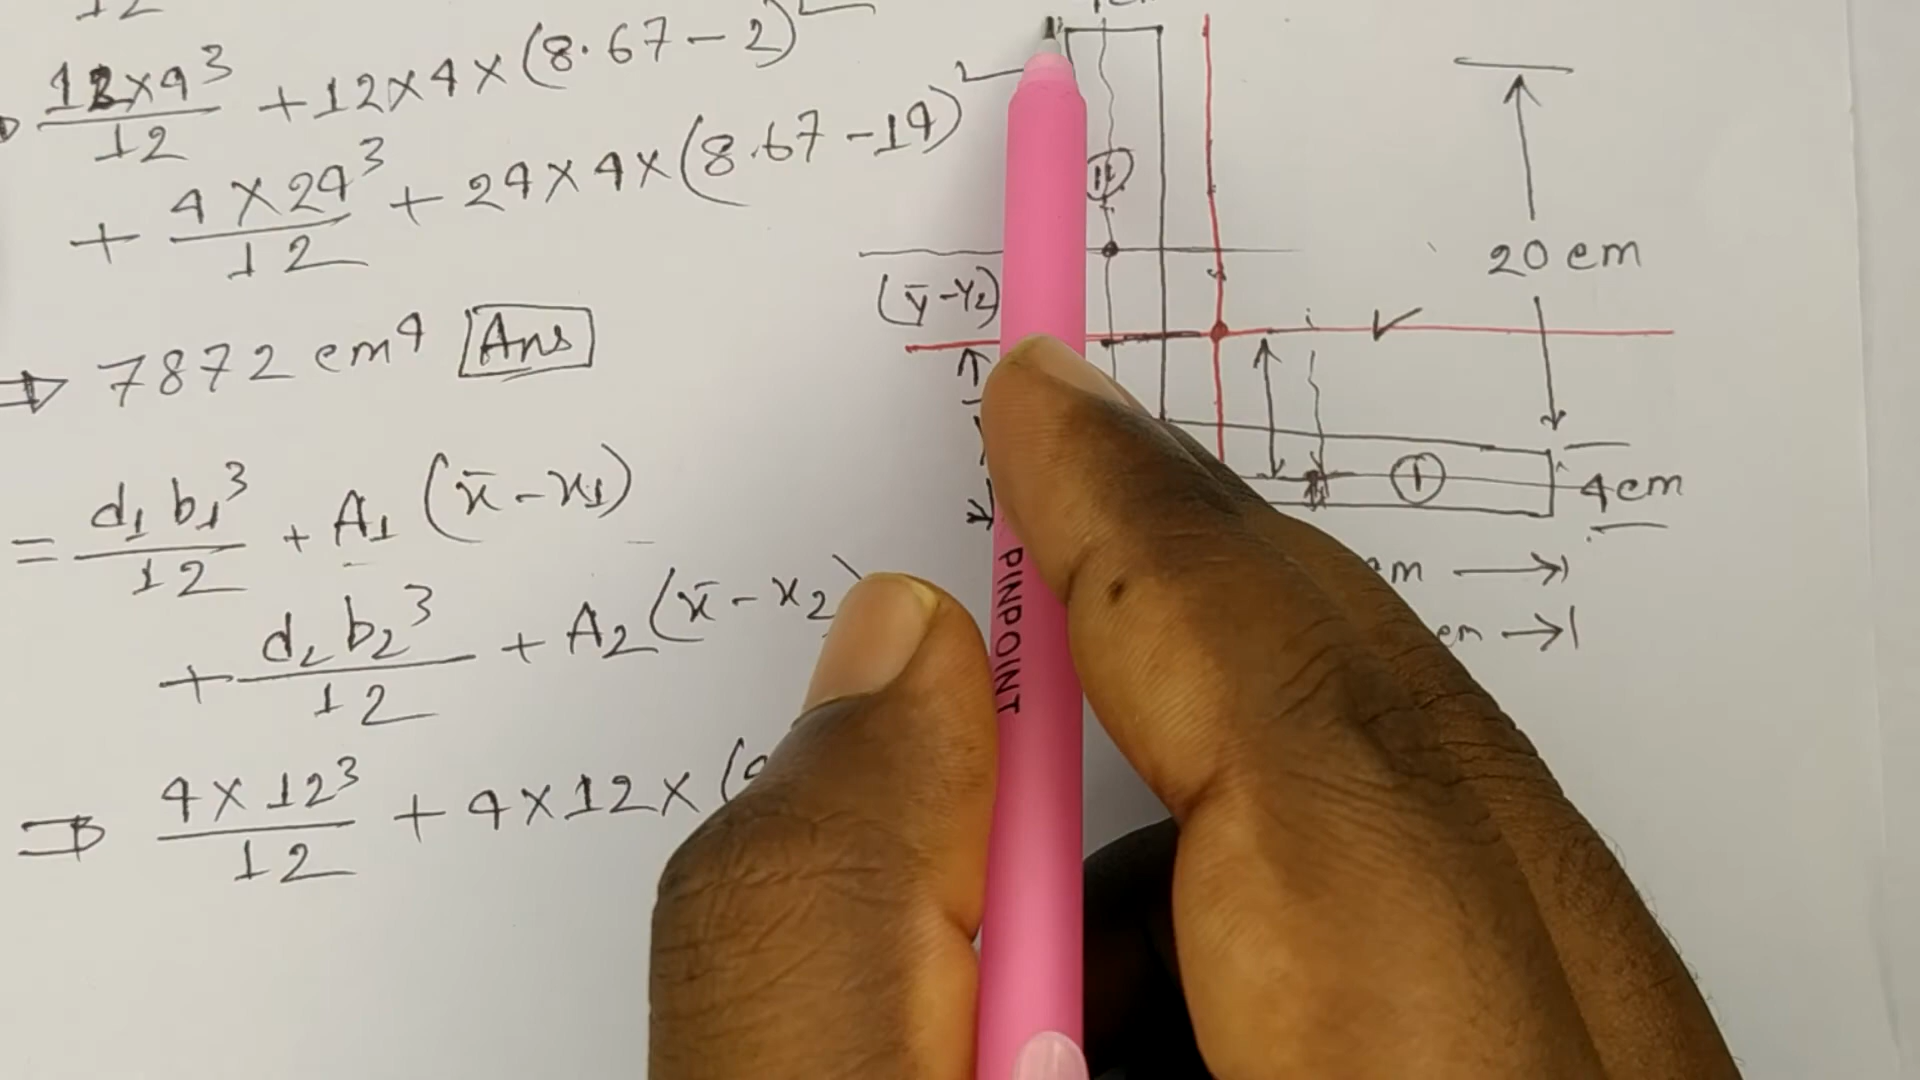 12
12×4³/12 + 12×4×(8.67-2)²
+ 4×24³/12 + 24×4×(8.67-14)²
⇒ 7872 cm⁴ Ans
= d₁b₁³/12 + A₁(x̄-x₁)
+ d₂b₂³/12 + A₂(x̄-x₂)
⇒ 4×12³/12 + 4×12×(
II
20 cm
(ȳ-y₂)
I
4cm
cm
cm
PINPOINT